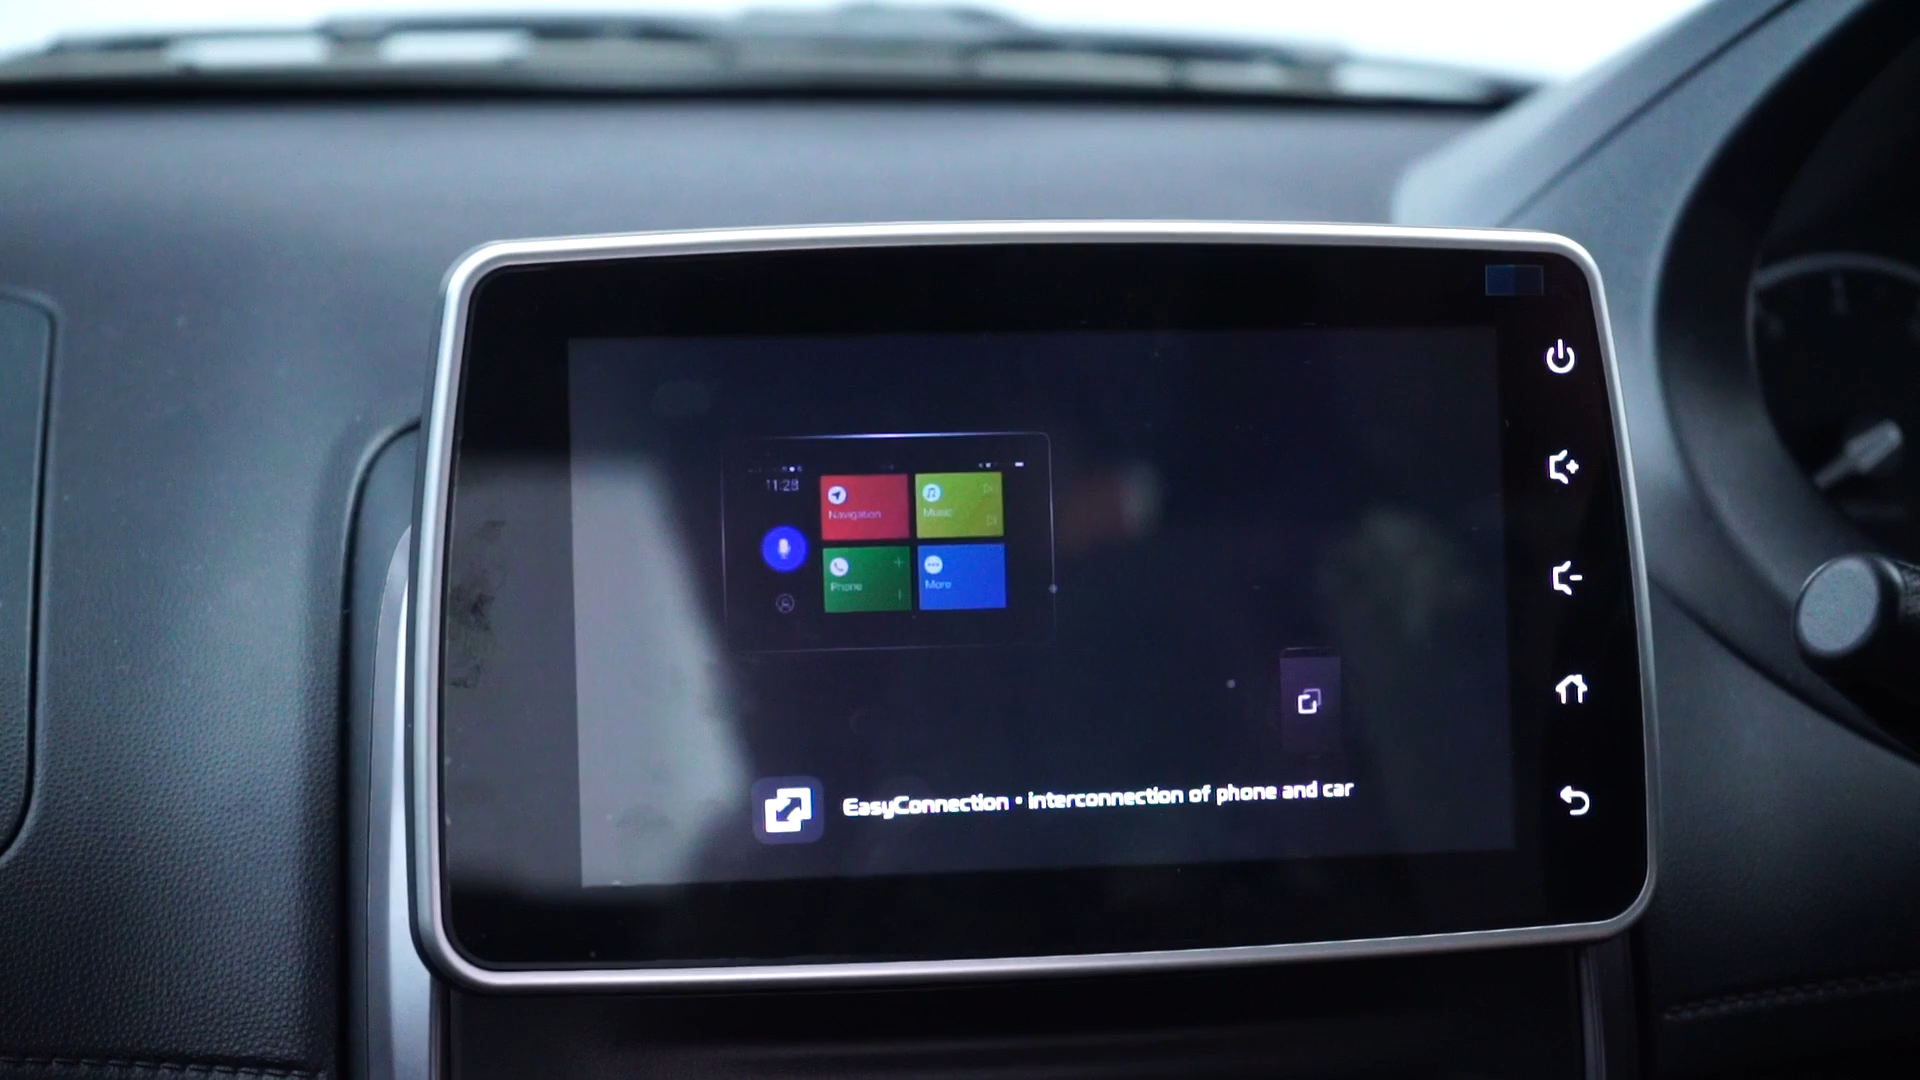 11:28
Navigation
Music
Phone
More
EasyConnection • interconnection of phone and car